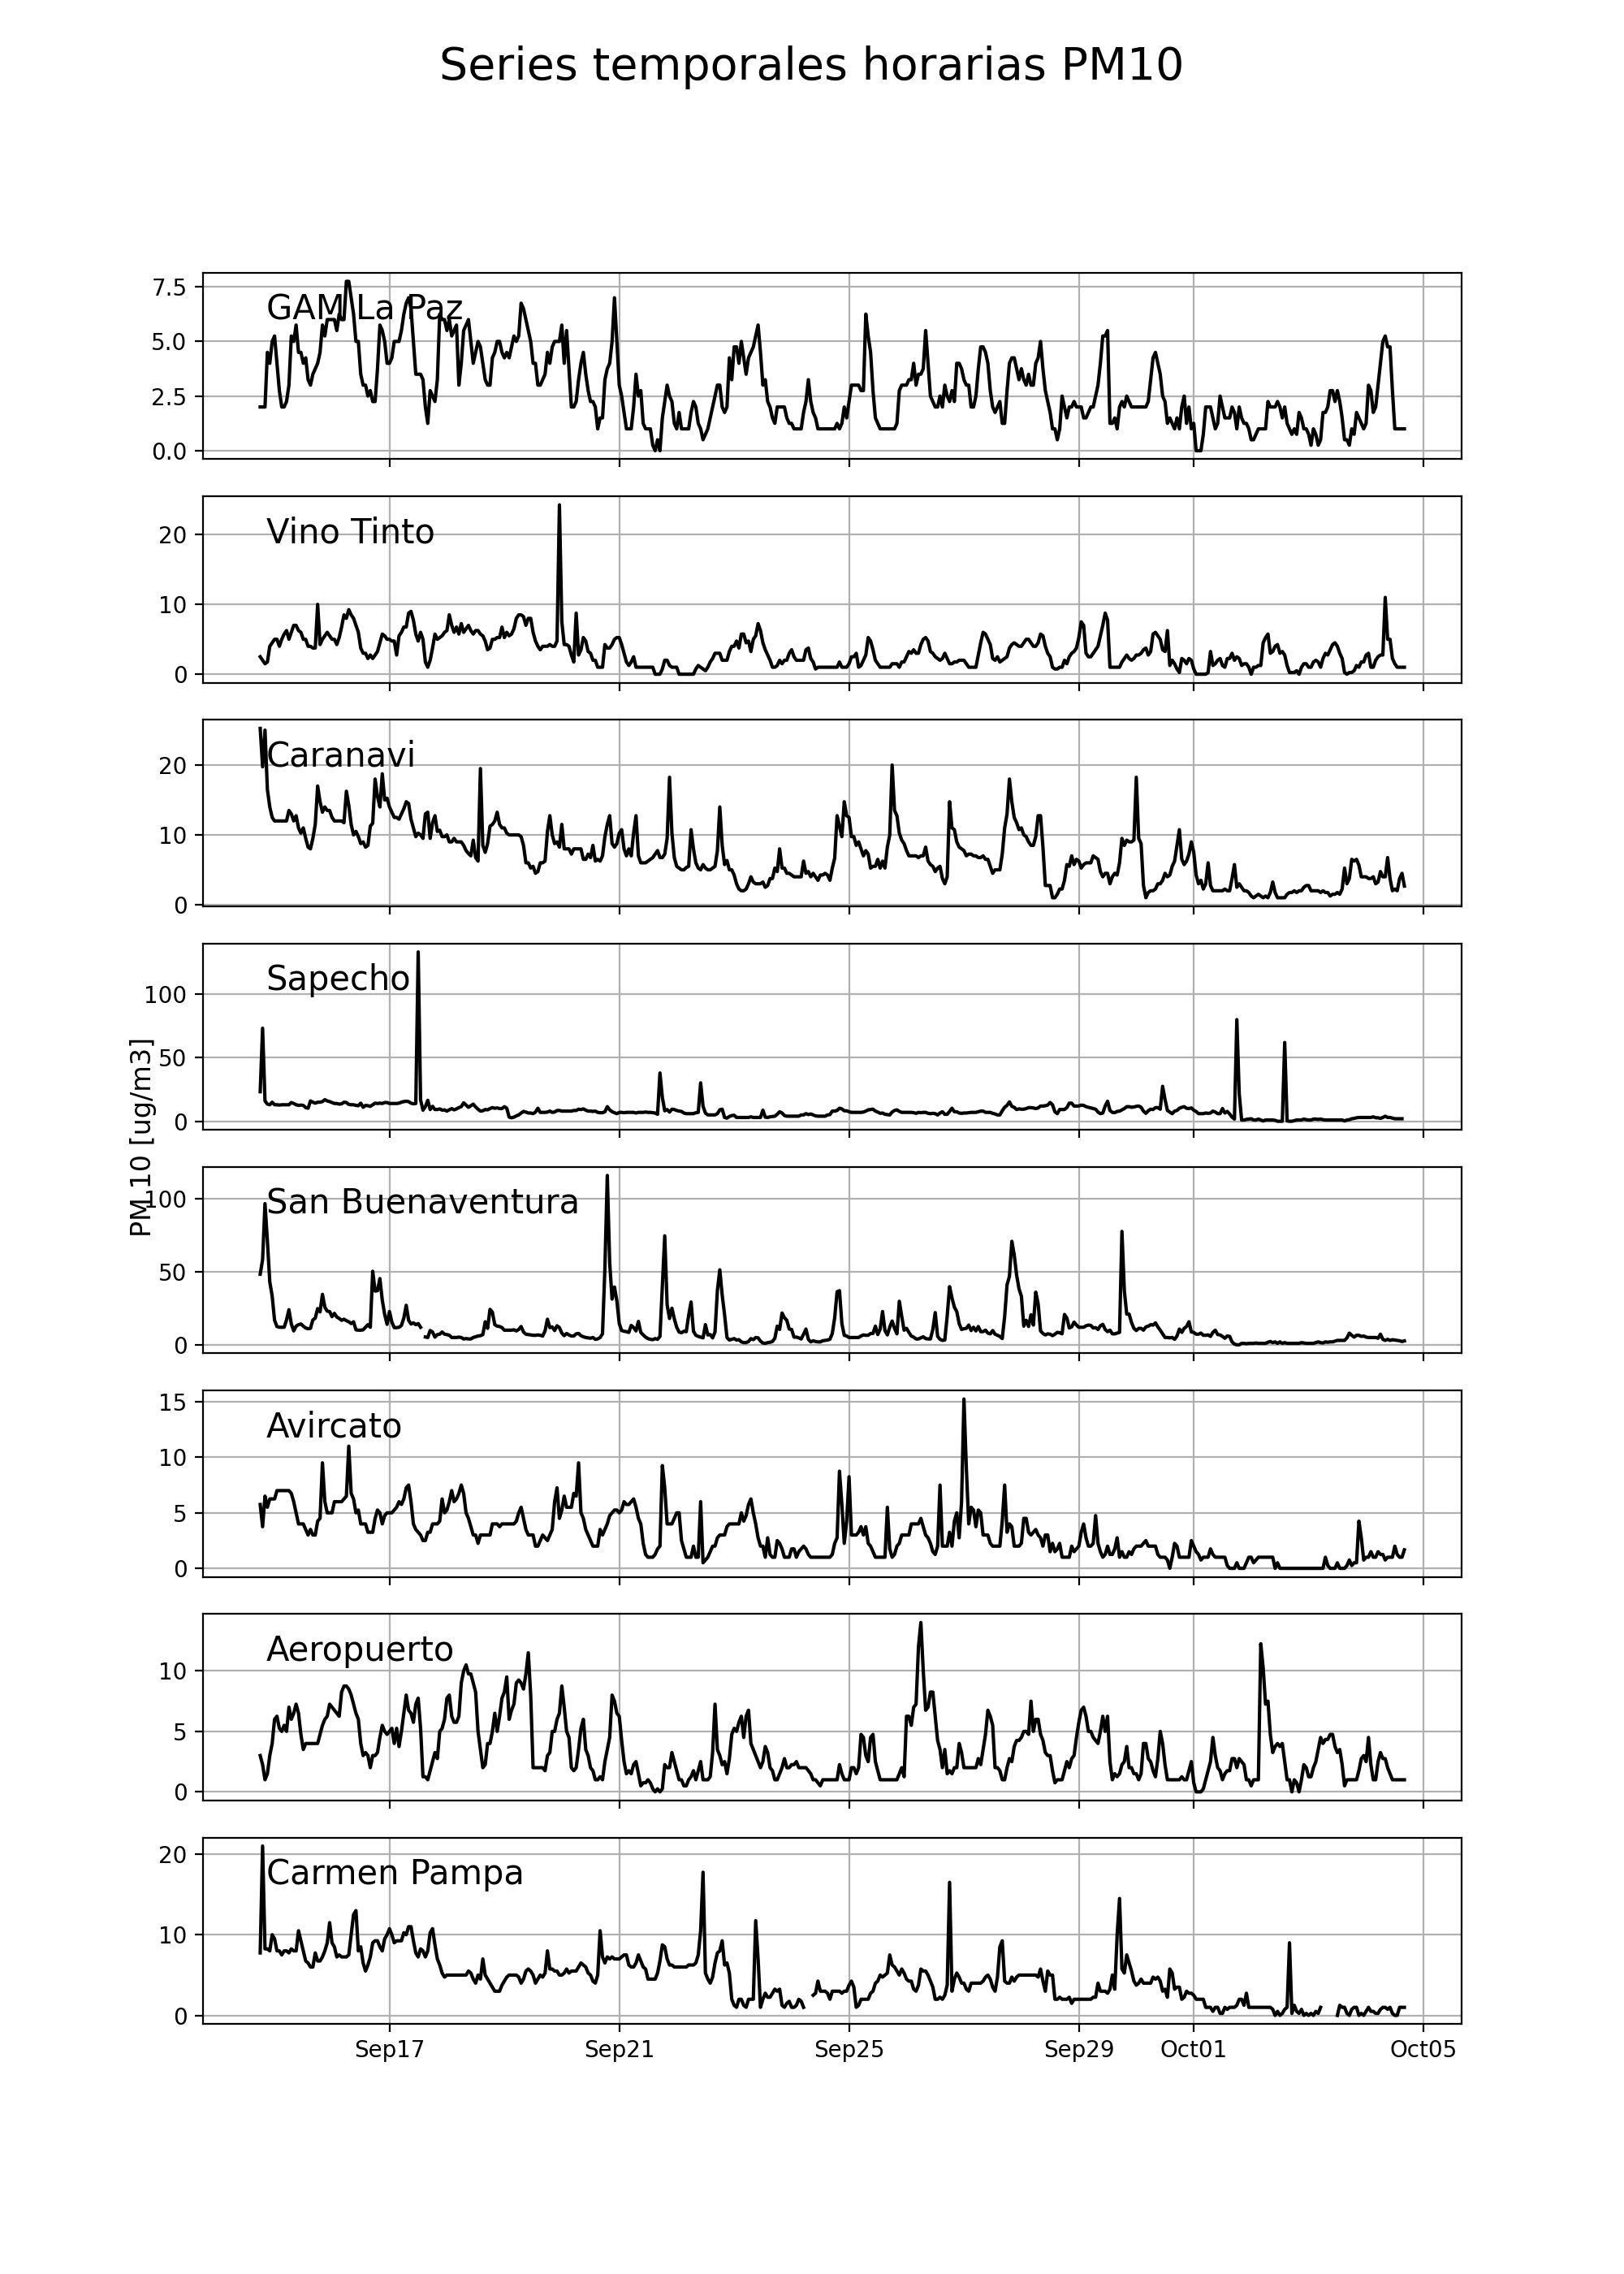 Series temporales horarias PM10
GAM La Paz
7.5
5.0
2.5
0.0
Vino Tinto
20
10
0
Caranavi
20
10
0
Sapecho
100
50
0
PM 10 [ug/m3]
San Buenaventura
100
50
0
Avircato
15
10
5
0
Aeropuerto
10
5
0
Carmen Pampa
20
10
0
Sep17 Sep21 Sep25 Sep29 Oct01 Oct05